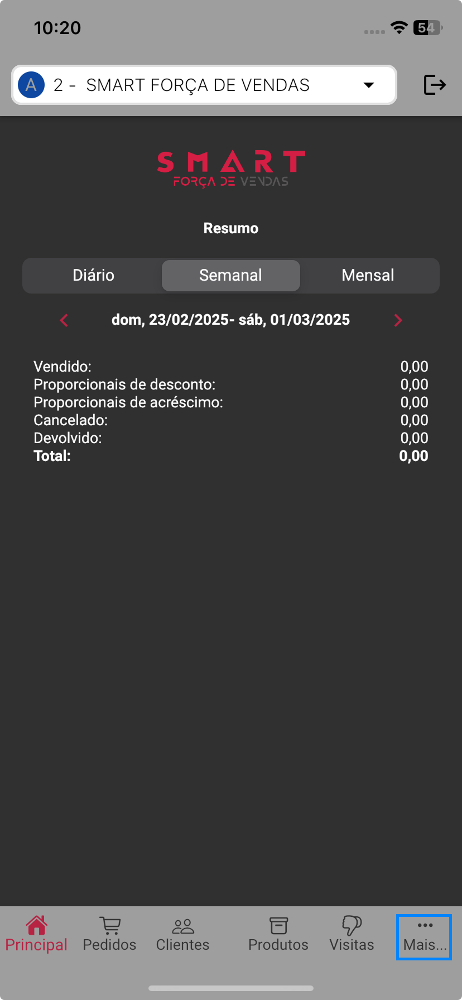 10:20
54
A 2 - SMART FORÇA DE VENDAS
SMART
FORÇA DE VENDAS
Resumo
Diário Semanal Mensal
dom, 23/02/2025- sáb, 01/03/2025
Vendido: 0,00
Proporcionais de desconto: 0,00
Proporcionais de acréscimo: 0,00
Cancelado: 0,00
Devolvido: 0,00
Total: 0,00
Principal Pedidos Clientes Produtos Visitas Mais...